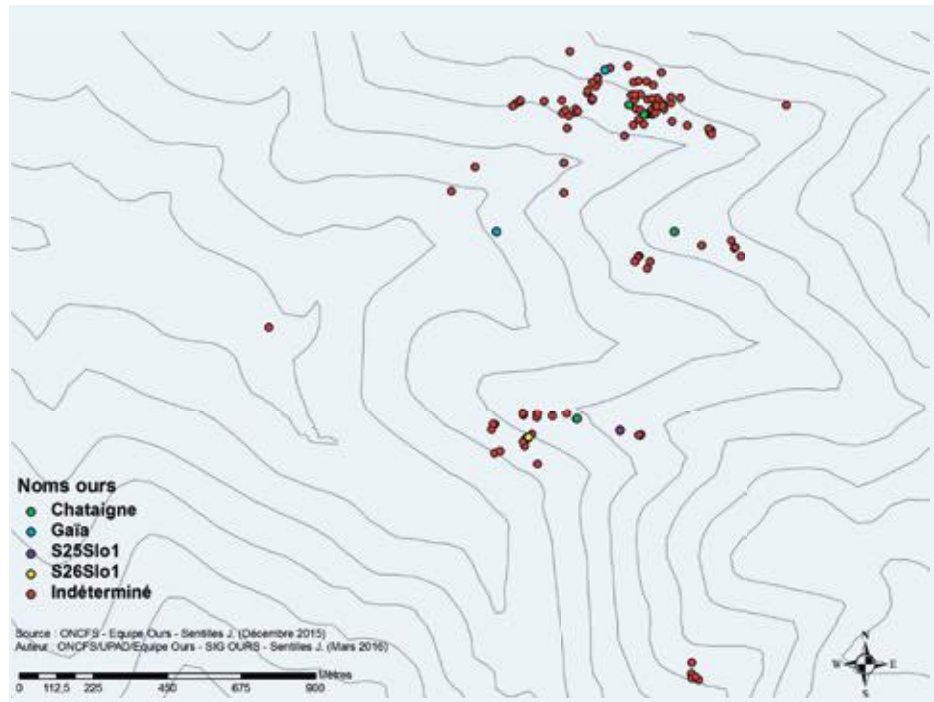 Noms ours
Chataigne
Gaïa
S25Slo1
S26Slo1
Indéterminé
Source : ONCFS - Equipe Ours - Sentilles J. (Décembre 2015)
Auteur : ONCFS/UPAD/Equipe Ours - SIG OURS - Sentilles J. (Mars 2016)
Mètres
0 112,5 225 450 675 900
N
W E
S